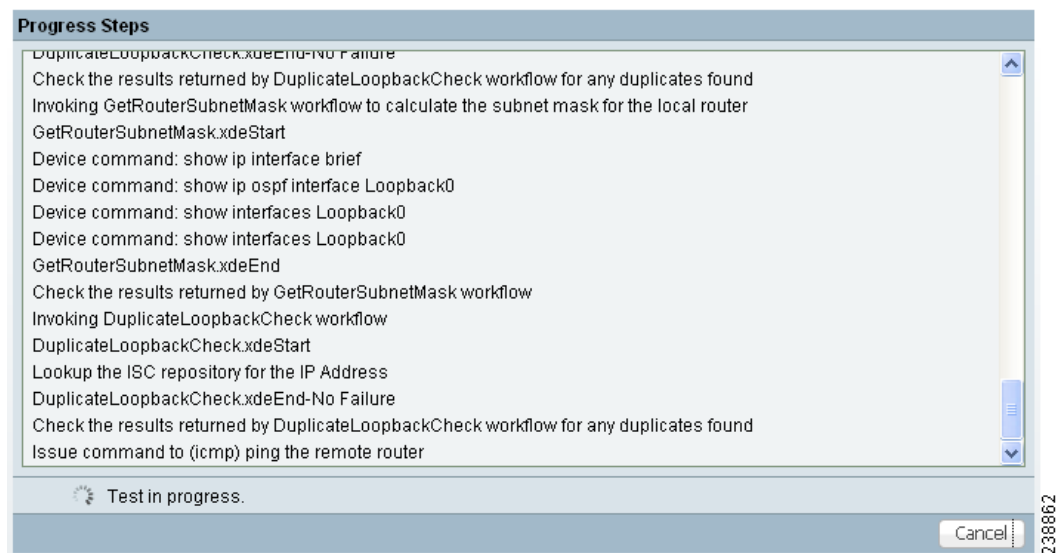 Progress Steps
DuplicateLoopbackCheck.xdeEnd-No Failure
Check the results returned by DuplicateLoopbackCheck workflow for any duplicates found
Invoking GetRouterSubnetMask workflow to calculate the subnet mask for the local router
GetRouterSubnetMask.xdeStart
Device command: show ip interface brief
Device command: show ip ospf interface Loopback0
Device command: show interfaces Loopback0
Device command: show interfaces Loopback0
GetRouterSubnetMask.xdeEnd
Check the results returned by GetRouterSubnetMask workflow
Invoking DuplicateLoopbackCheck workflow
DuplicateLoopbackCheck.xdeStart
Lookup the ISC repository for the IP Address
DuplicateLoopbackCheck.xdeEnd-No Failure
Check the results returned by DuplicateLoopbackCheck workflow for any duplicates found
Issue command to (icmp) ping the remote router
Test in progress.
Cancel
238862